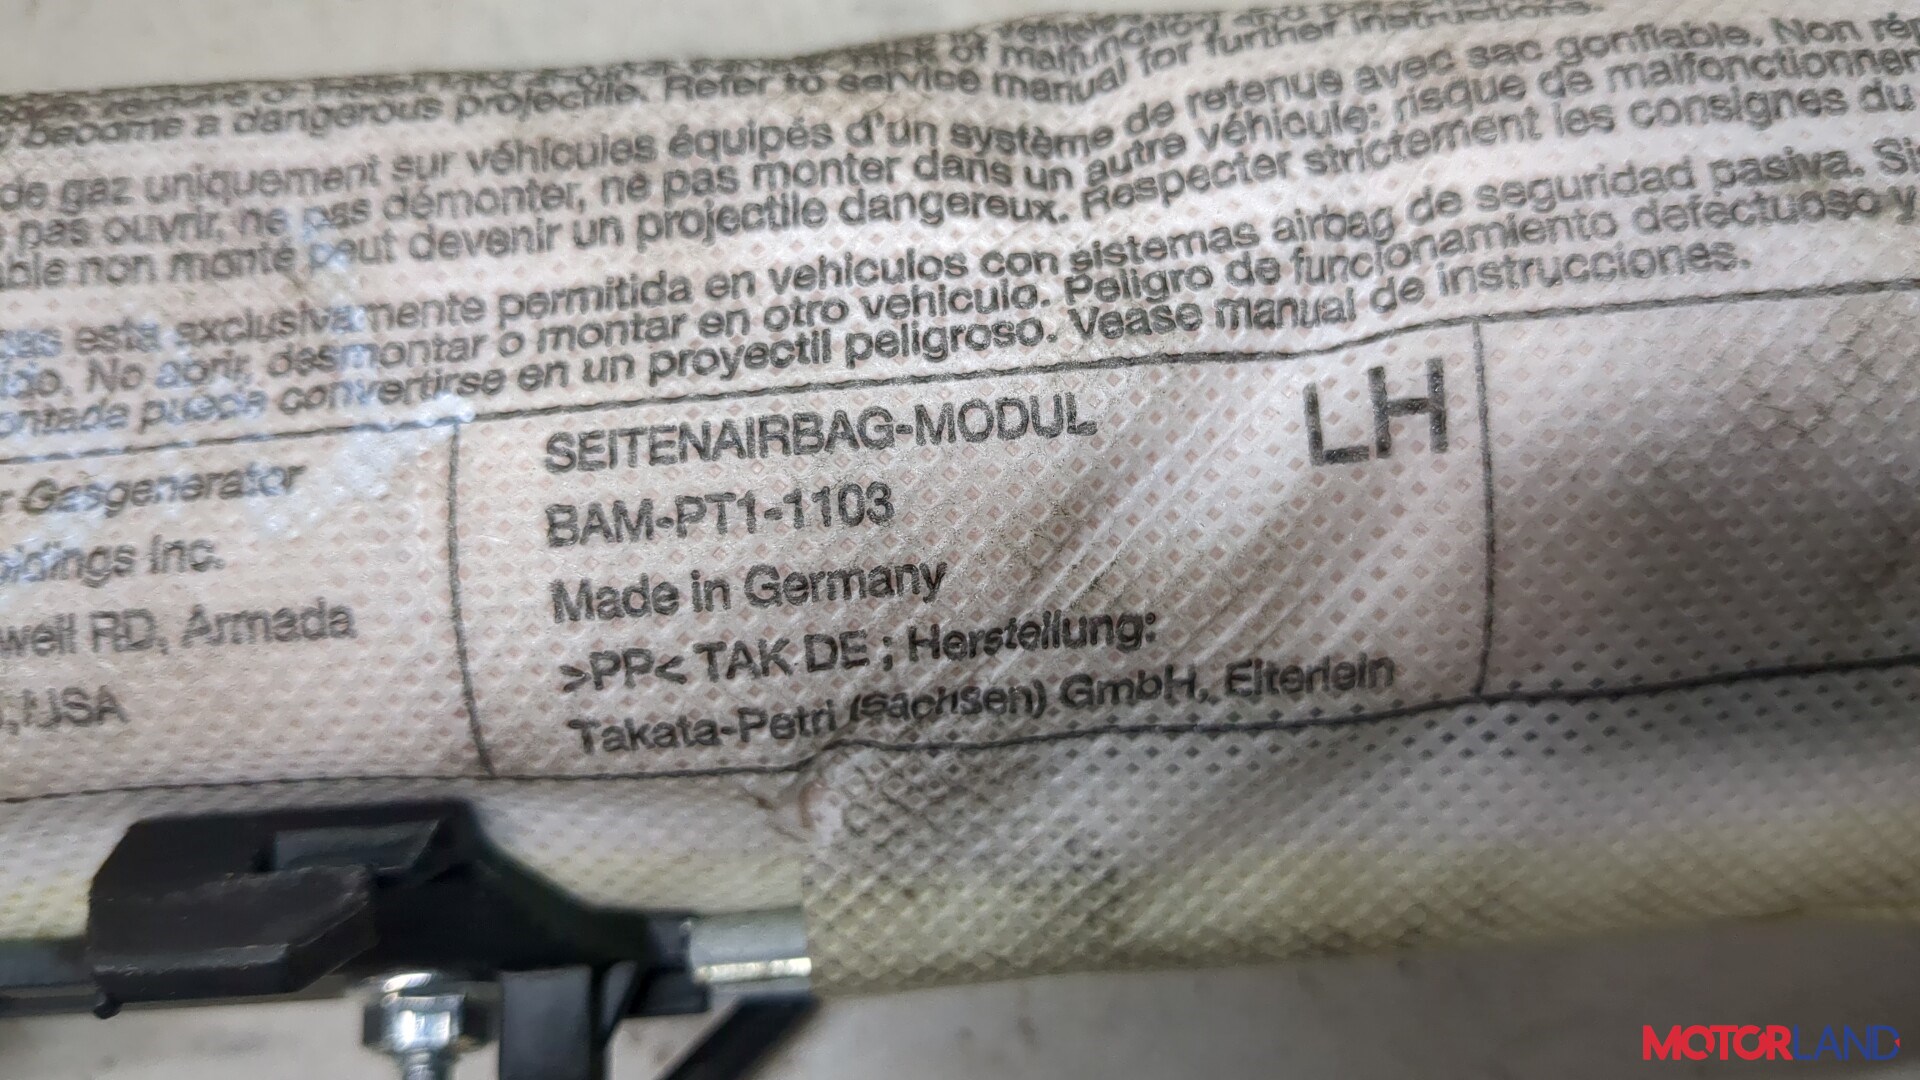 of malfunction
become a dangerous projectile. Refer to service manual for further instructions.
de gaz uniquement sur véhicules équipés d'un système de retenue avec sac gonflable. Non
pas ouvrir, ne pas démonter, ne pas monter dans un autre véhicule: risque de malfonctionnement
non monté peut devenir un projectile dangereux. Respecter strictement les consignes du
esta exclusivamente permitida en vehiculos con sistemas airbag de seguridad pasiva.
No abrir, desmontar o montar en otro vehiculo. Peligro de funcionamiento defectuoso y
puede convertirse en un proyectil peligroso. Vease manual de instrucciones.
Gasgenerator
Inc.
RD, Armada
USA
SEITENAIRBAG-MODUL
LH
BAM-PT1-1103
Made in Germany
>PP< TAK DE ; Herstellung:
Takata-Petri (Sachsen) GmbH, Elterlein
MOTORLAND